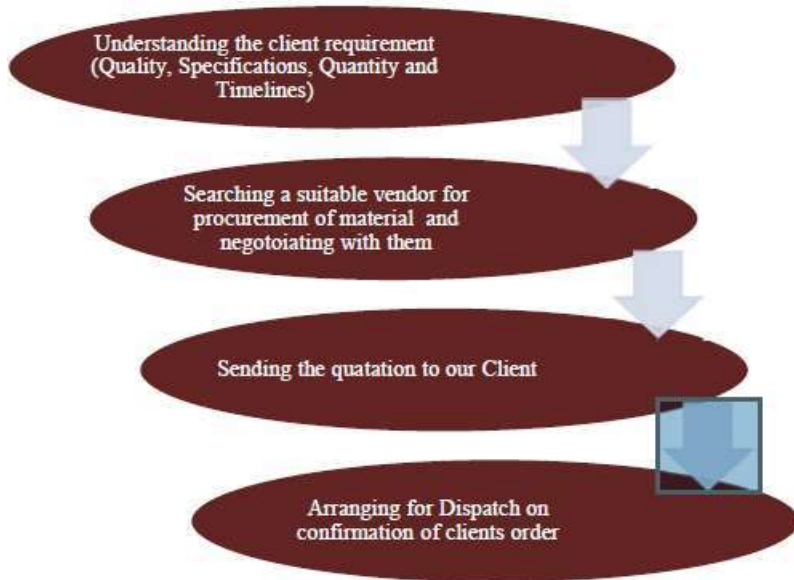 Understanding the client requirement
(Quality, Specifications, Quantity and
Timelines)
Searching a suitable vendor for
procurement of material and
negotoiating with them
Sending the quatation to our Client
Arranging for Dispatch on
confirmation of clients order